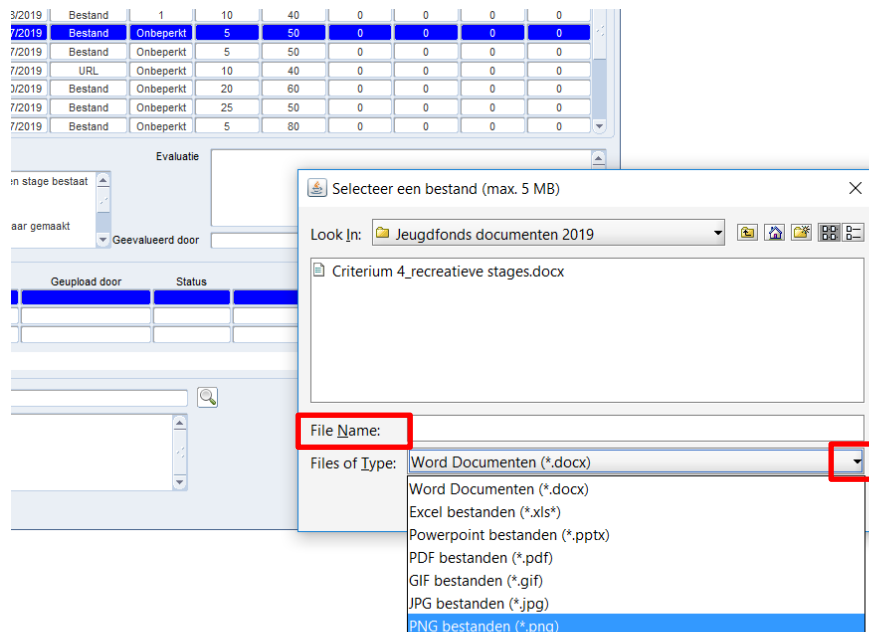 8/2019 Bestand 1 10 40 0 0 0 0
7/2019 Bestand Onbeperkt 5 50 0 0 0 0
7/2019 Bestand Onbeperkt 5 50 0 0 0 0
7/2019 URL Onbeperkt 10 40 0 0 0 0
0/2019 Bestand Onbeperkt 20 60 0 0 0 0
7/2019 Bestand Onbeperkt 25 50 0 0 0 0
7/2019 Bestand Onbeperkt 5 80 0 0 0 0
Evaluatie
en stage bestaat
aar gemaakt
Geevalueerd door
Geupload door Status
Selecteer een bestand (max. 5 MB)
Look In: Jeugdfonds documenten 2019
Criterium 4_recreatieve stages.docx
File Name:
Files of Type: Word Documenten (*.docx)
Word Documenten (*.docx)
Excel bestanden (*.xls*)
Powerpoint bestanden (*.pptx)
PDF bestanden (*.pdf)
GIF bestanden (*.gif)
JPG bestanden (*.jpg)
PNG bestanden (*.png)